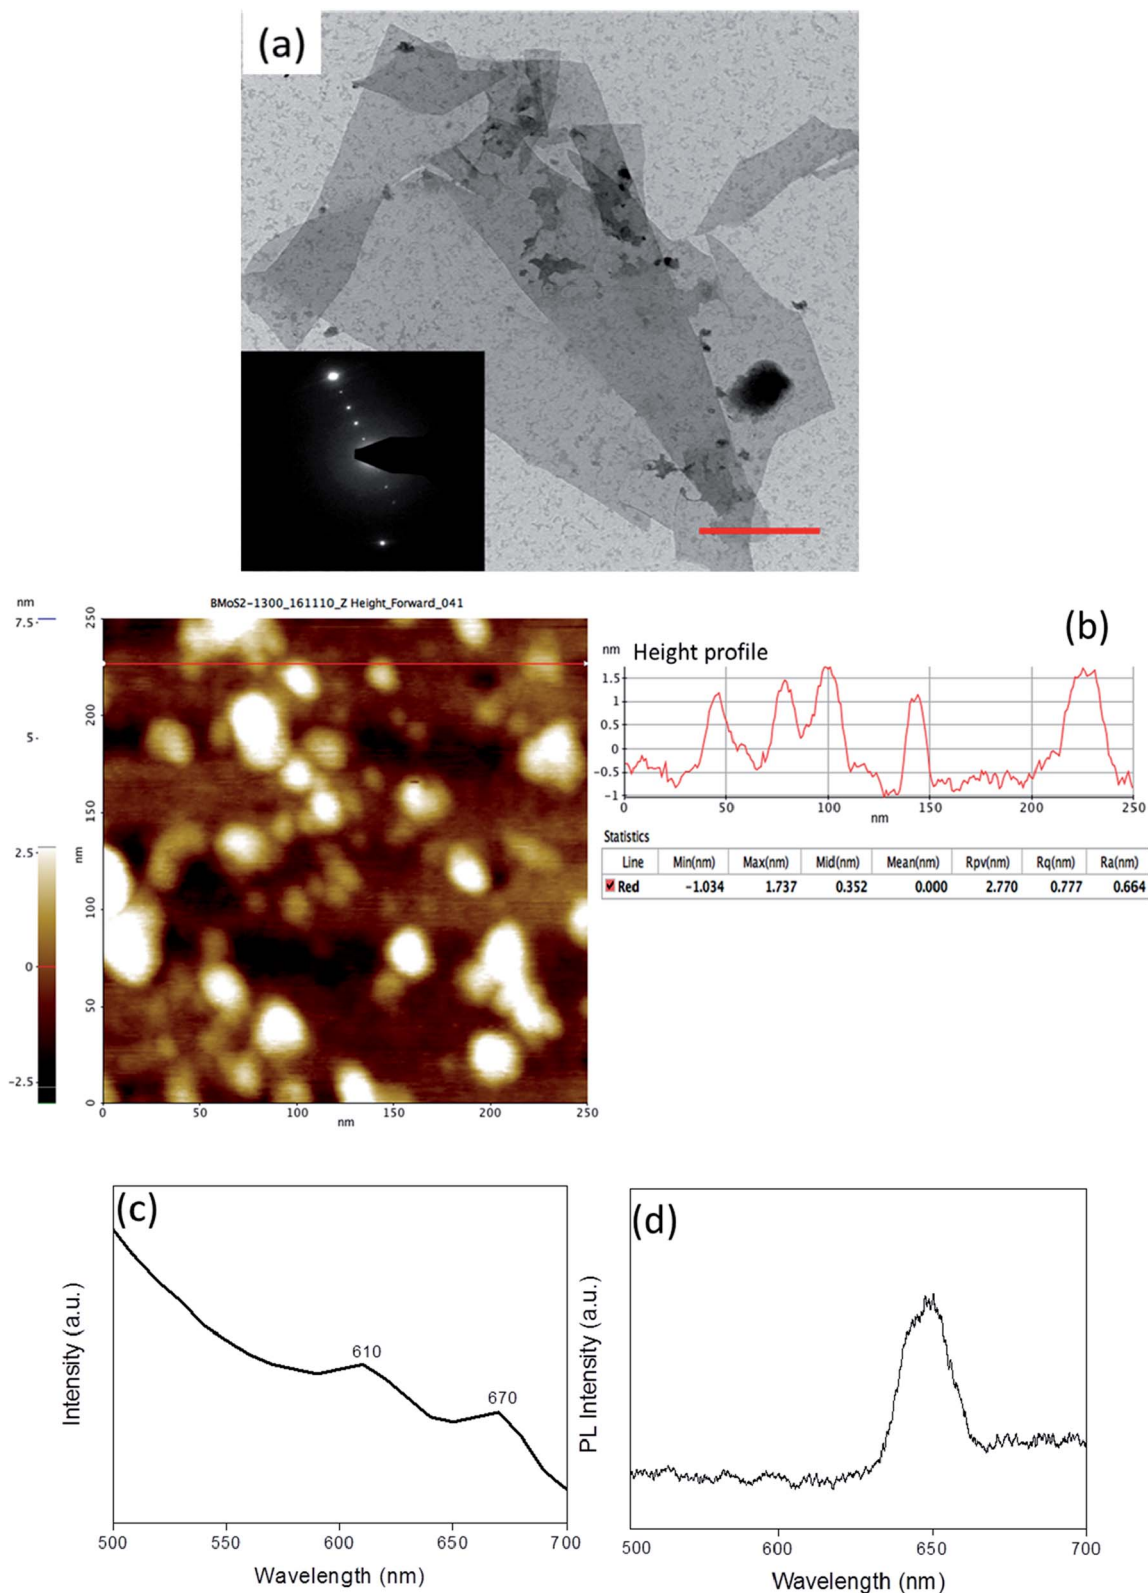 (a)
BMoS2-1300_161110_Z Height_Forward_041
nm
7.5
5
2.5
0
-2.5
250
200
150
100
50
0
nm
0 50 100 150 200 250
nm
(b)
nm Height profile
1.5
1
0.5
0
-0.5
-1
0 50 100 150 200 250
nm
Statistics
Line Min(nm) Max(nm) Mid(nm) Mean(nm) Rpv(nm) Rq(nm) Ra(nm)
Red -1.034 1.737 0.352 0.000 2.770 0.777 0.664
(c)
610
670
Intensity (a.u.)
500 550 600 650 700
Wavelength (nm)
(d)
PL Intensity (a.u.)
500 600 650 700
Wavelength (nm)